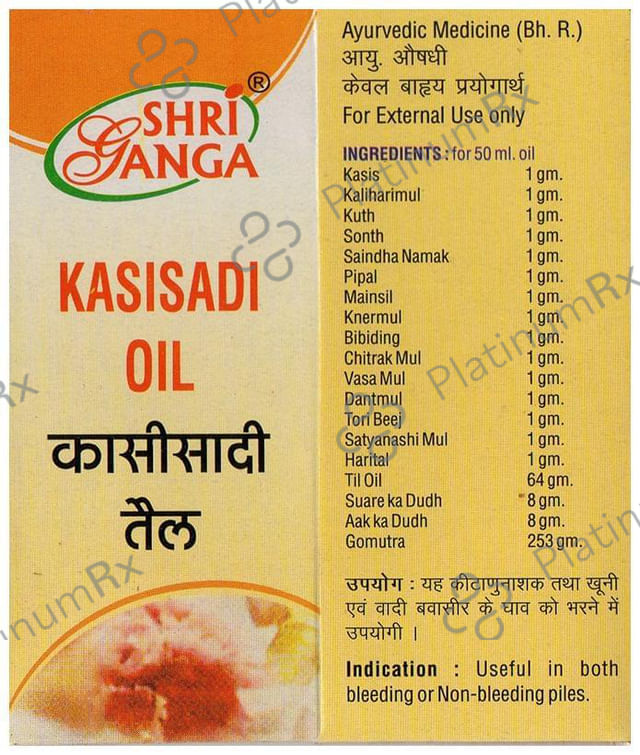 SHRI
GANGA
®
KASISADI
OIL
कासीसादी
तैल
Ayurvedic Medicine (Bh. R.)
आयु. औषधी
केवल बाहृय प्रयोगार्थ
For External Use only
INGREDIENTS : for 50 ml. oil
Kasis 1 gm.
Kaliharimul 1 gm.
Kuth 1 gm.
Sonth 1 gm.
Saindha Namak 1 gm.
Pipal 1 gm.
Mainsil 1 gm.
Knermul 1 gm.
Bibiding 1 gm.
Chitrak Mul 1 gm.
Vasa Mul 1 gm.
Dantmul 1 gm.
Tori Beej 1 gm.
Satyanashi Mul 1 gm.
Harital 1 gm.
Til Oil 64 gm.
Suare ka Dudh 8 gm.
Aak ka Dudh 8 gm.
Gomutra 253 gm.
उपयोग : यह कीठाणुनाशक तथा खूनी
एवं वादी बवासीर के घाव को भरने में
उपयोगी ।
Indication : Useful in both
bleeding or Non-bleeding piles.
PlatinumRx
PlatinumRx
PlatinumRx
PlatinumRx